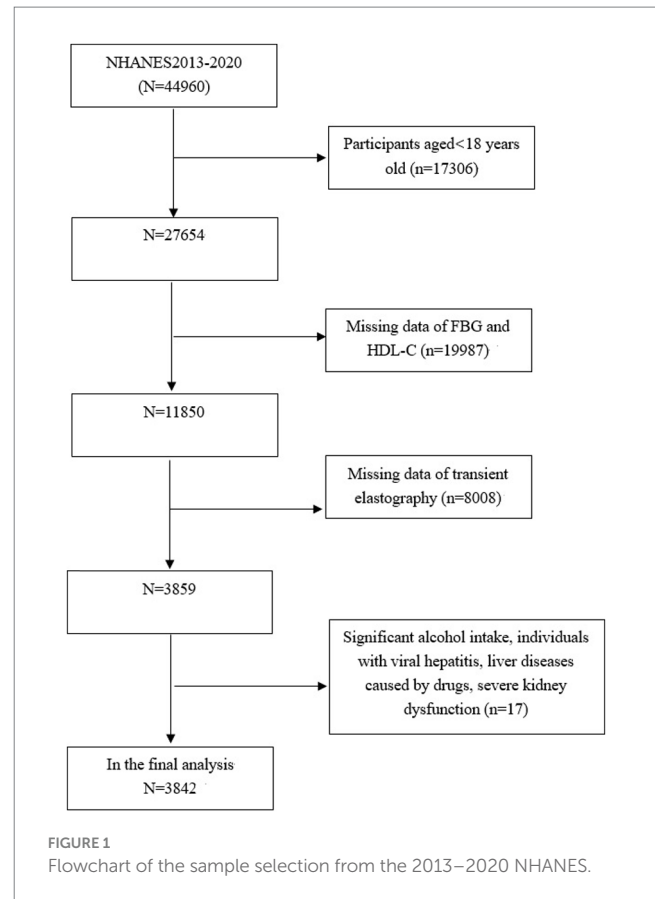 NHANES2013-2020
(N=44960)
Participants aged<18 years
old (n=17306)
N=27654
Missing data of FBG and
HDL-C (n=19987)
N=11850
Missing data of transient
elastography (n=8008)
N=3859
Significant alcohol intake, individuals
with viral hepatitis, liver diseases
caused by drugs, severe kidney
dysfunction (n=17)
In the final analysis
N=3842
FIGURE 1
Flowchart of the sample selection from the 2013–2020 NHANES.